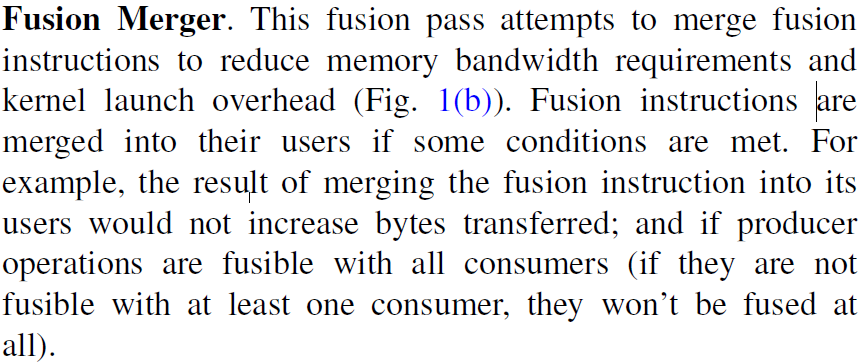 Fusion Merger. This fusion pass attempts to merge fusion
instructions to reduce memory bandwidth requirements and
kernel launch overhead (Fig. 1(b)). Fusion instructions are
merged into their users if some conditions are met. For
example, the result of merging the fusion instruction into its
users would not increase bytes transferred; and if producer
operations are fusible with all consumers (if they are not
fusible with at least one consumer, they won't be fused at
all).